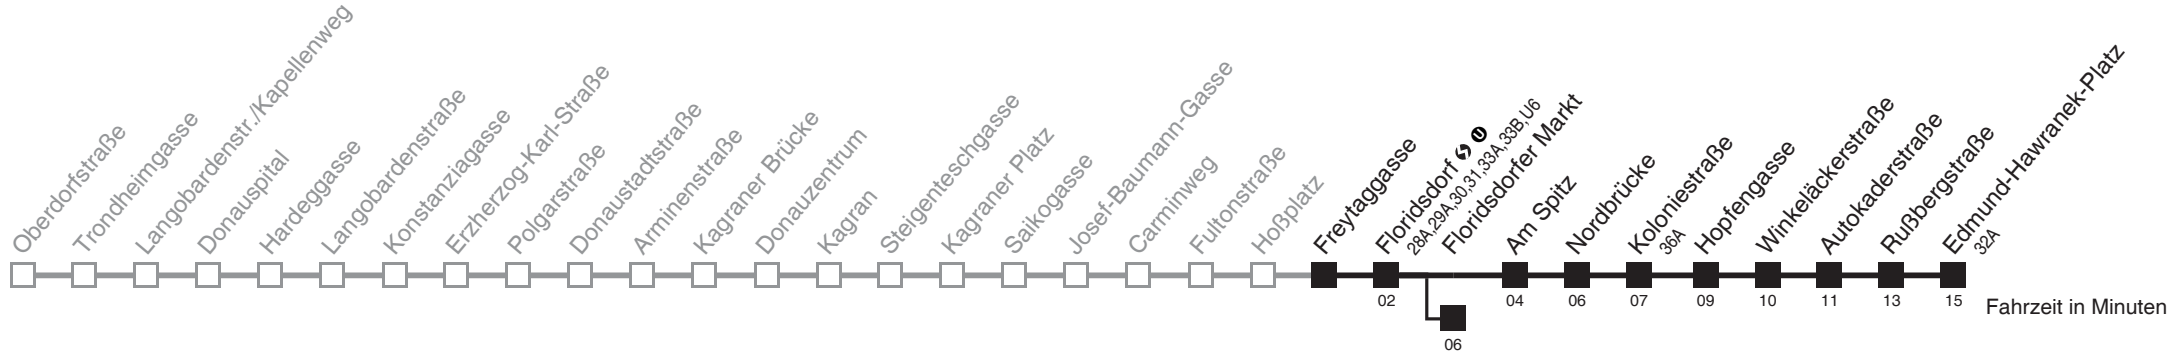 Oberdorfstraße
Trondheimgasse
Langobardenstr./Kapellenweg
Donauspital
Hardeggasse
Langobardenstraße
Konstanziagasse
Erzherzog-Karl-Straße
Polgarstraße
Donaustadtstraße
Arminenstraße
Kagraner Brücke
Donauzentrum
Kagran
Steigenteschgasse
Kagraner Platz
Saikogasse
Josef-Baumann-Gasse
Carminweg
Fultonstraße
Hoßplatz
Freytaggasse
Floridsdorf S U
28A,29A,30,31,33A,33B,U6
Floridsdorfer Markt
Am Spitz
Nordbrücke
Koloniestraße
36A
Hopfengasse
Winkeläckerstraße
Autokaderstraße
Rußbergstraße
Edmund-Hawranek-Platz
32A
02
04
06
07
09
10
11
13
15
Fahrzeit in Minuten
06